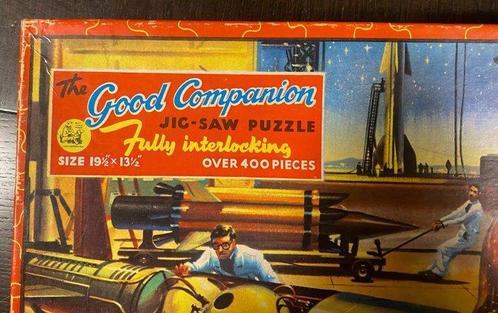 The Good Companion
JIG-SAW PUZZLE
Fully interlocking
SIZE 19½" × 13½"
OVER 400 PIECES